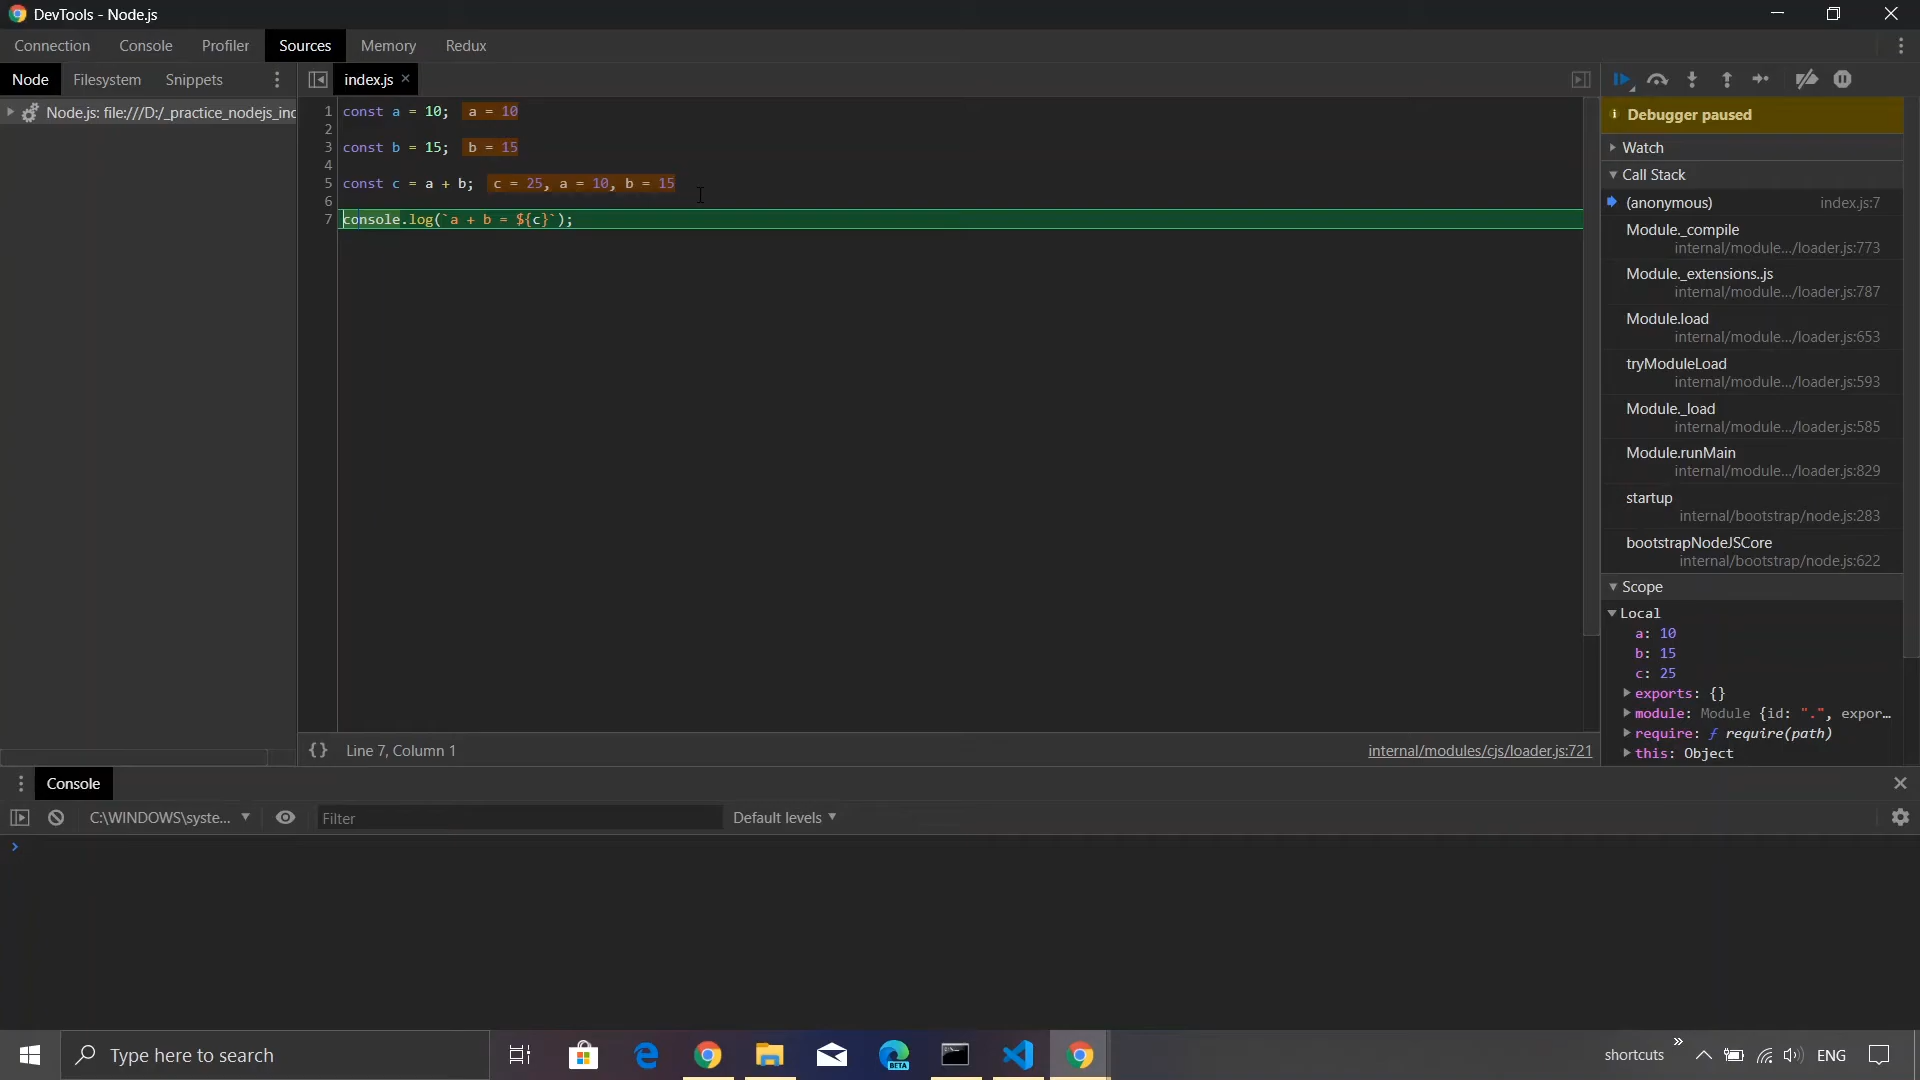 DevTools - Node.js
Connection Console Profiler Sources Memory Redux
Node Filesystem Snippets
index.js ×
Node.js: file:///D:/_practice_nodejs_inc
1 const a = 10; a = 10
2
3 const b = 15; b = 15
4
5 const c = a + b; c = 25, a = 10, b = 15
6
7 console.log(`a + b = ${c}`);
{} Line 7, Column 1
internal/modules/cjs/loader.js:721
Debugger paused
Watch
Call Stack
(anonymous) index.js:7
Module._compile
internal/module…/loader.js:773
Module._extensions..js
internal/module…/loader.js:787
Module.load
internal/module…/loader.js:653
tryModuleLoad
internal/module…/loader.js:593
Module._load
internal/module…/loader.js:585
Module.runMain
internal/module…/loader.js:829
startup
internal/bootstrap/node.js:283
bootstrapNodeJSCore
internal/bootstrap/node.js:622
Scope
Local
a: 10
b: 15
c: 25
exports: {}
module: Module {id: ".", expor…
require: ƒ require(path)
this: Object
Console
C:\WINDOWS\syste... Filter Default levels
Type here to search
BETA
shortcuts » ENG